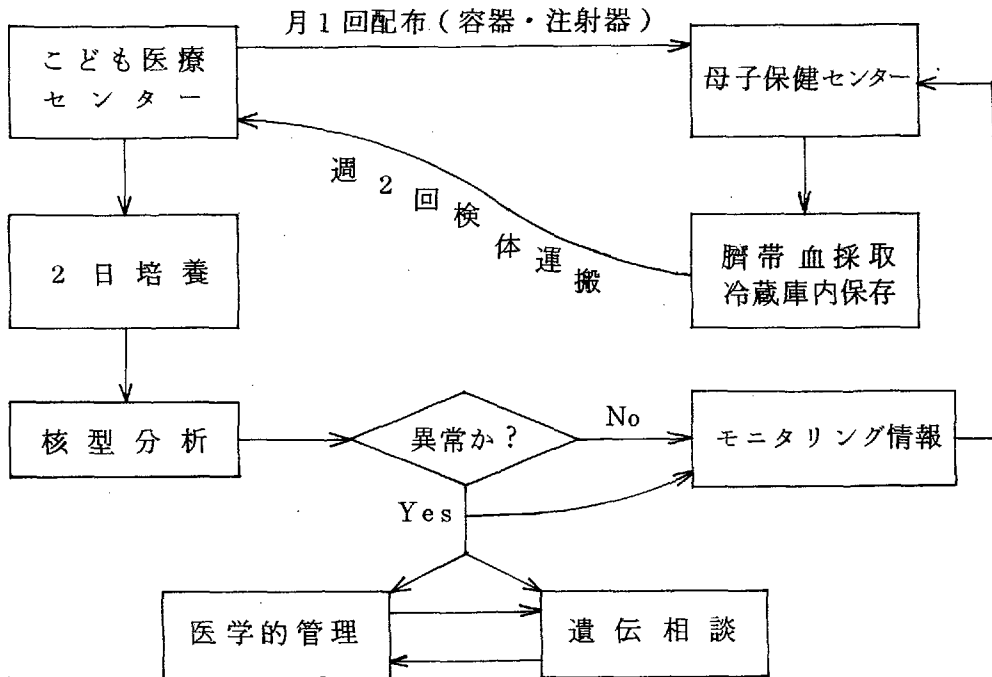 月1回配布（容器・注射器）
こども医療
センター
母子保健センター
週2回検体運搬
2日培養
臍帯血採取
冷蔵庫内保存
核型分析
異常か？
No
モニタリング情報
Yes
医学的管理
遺伝相談